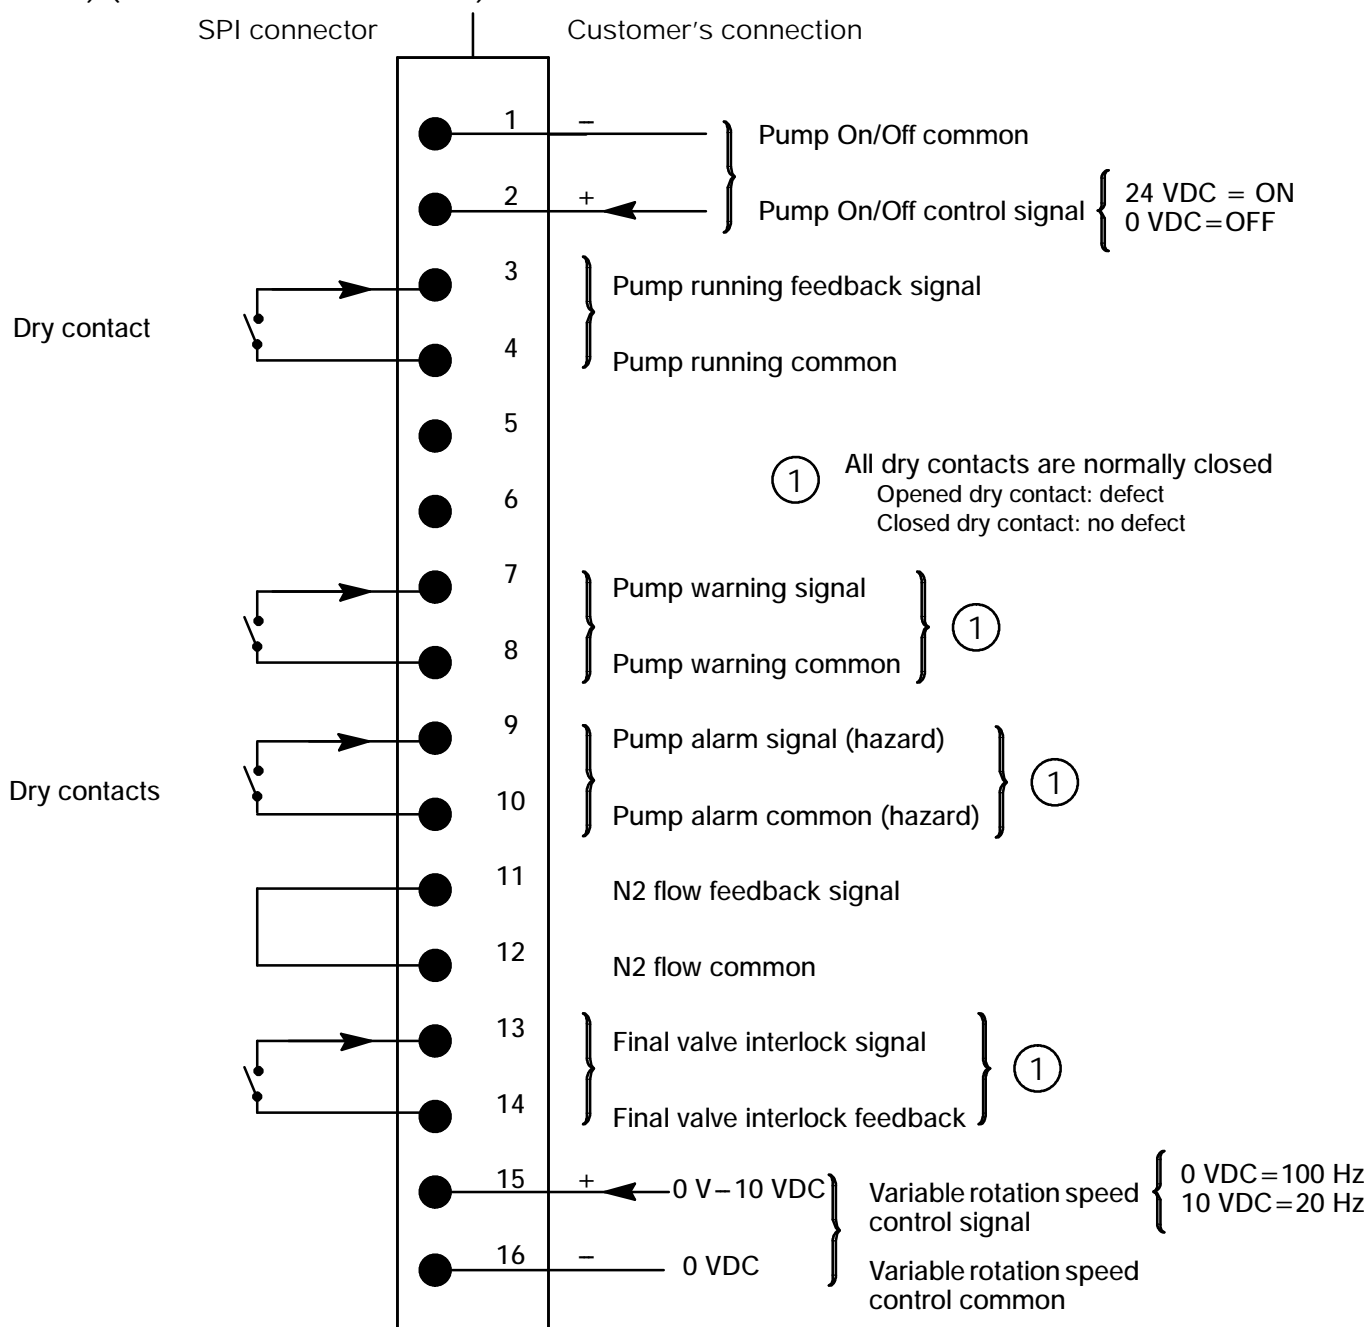 SPI connector
Customer's connection
1
−
Pump On/Off common
2
+
Pump On/Off control signal
24 VDC = ON
0 VDC=OFF
3
Pump running feedback signal
Dry contact
4
Pump running common
5
1
All dry contacts are normally closed
Opened dry contact: defect
Closed dry contact: no defect
6
7
Pump warning signal
1
8
Pump warning common
9
Pump alarm signal (hazard)
1
Dry contacts
10
Pump alarm common (hazard)
11
N2 flow feedback signal
12
N2 flow common
13
Final valve interlock signal
1
14
Final valve interlock feedback
15
+
0 V−10 VDC
Variable rotation speed
control signal
0 VDC=100 Hz
10 VDC=20 Hz
16
−
0 VDC
Variable rotation speed
control common